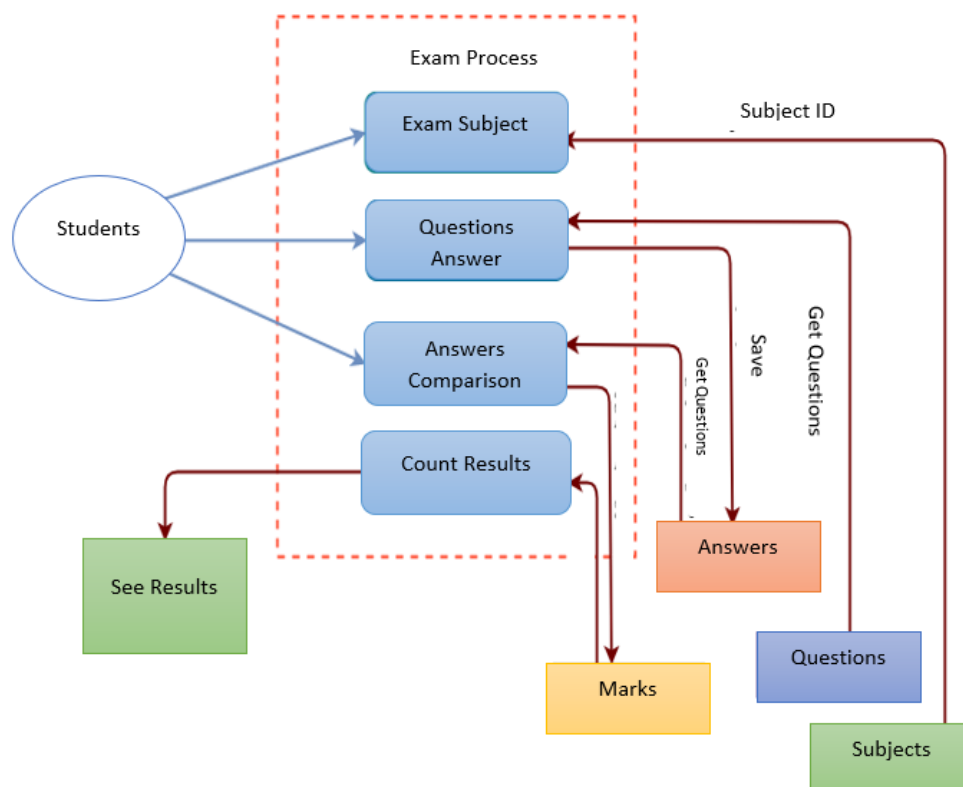 Exam Process
Exam Subject
Subject ID
Students
Questions
Answer
Answers
Comparison
Get Questions
Save
Get Questions
Count Results
See Results
Answers
Questions
Marks
Subjects